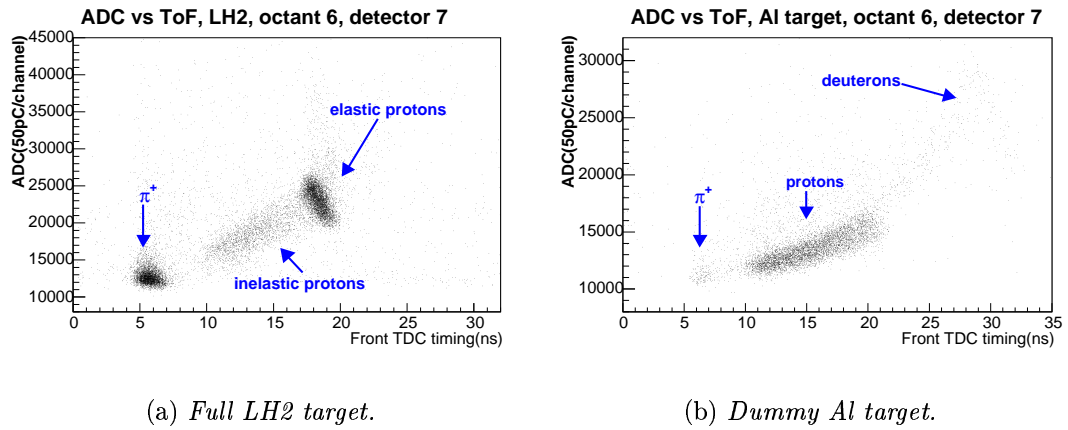 ADC vs ToF, LH2, octant 6, detector 7
ADC(50pC/channel)
45000
40000
35000
30000
25000
20000
15000
10000
elastic protons
π+
inelastic protons
0 5 10 15 20 25 30
Front TDC timing(ns)
(a) Full LH2 target.
ADC vs ToF, Al target, octant 6, detector 7
ADC(50pC/channel)
30000
25000
20000
15000
10000
deuterons
protons
π+
0 5 10 15 20 25 30 35
Front TDC timing(ns)
(b) Dummy Al target.